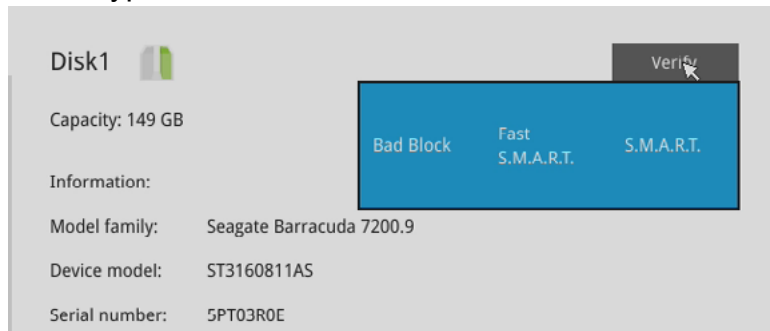 Disk1
Verify
Capacity: 149 GB
Bad Block
Fast
S.M.A.R.T.
S.M.A.R.T.
Information:
Model family: Seagate Barracuda 7200.9
Device model: ST3160811AS
Serial number: 5PT03R0E